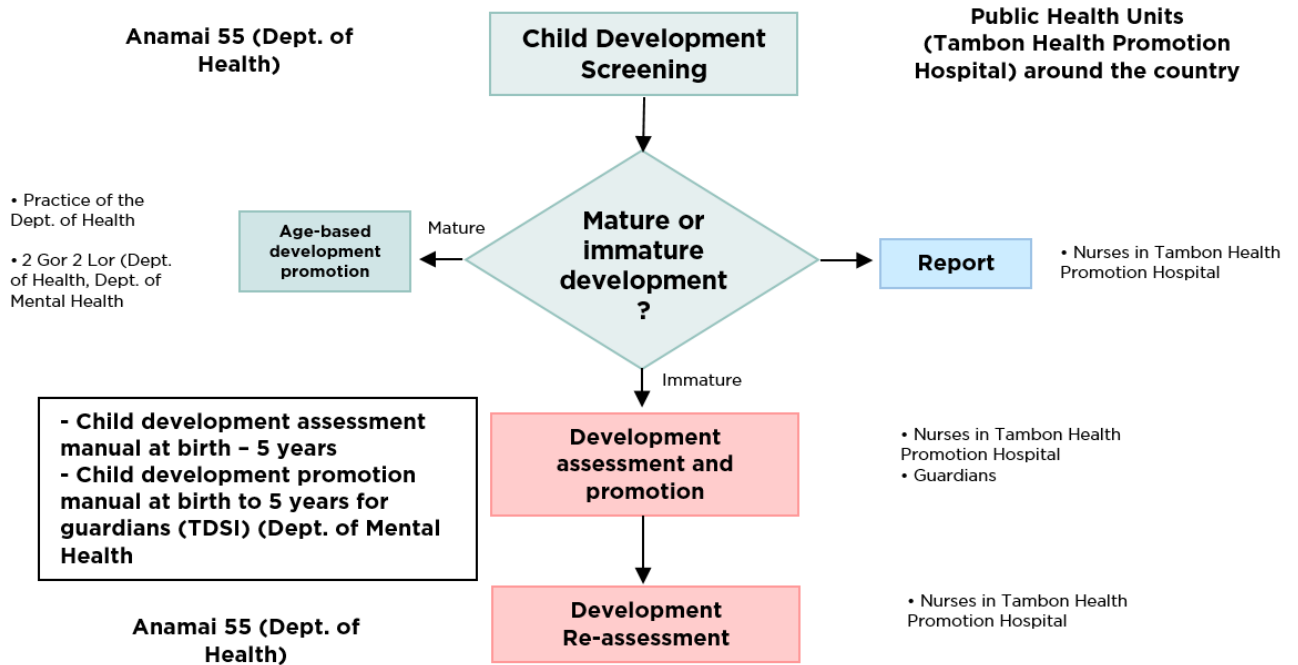 Anamai 55 (Dept. of
Health)
Child Development
Screening
Public Health Units
(Tambon Health Promotion
Hospital) around the country
• Practice of the
Dept. of Health
• 2 Gor 2 Lor (Dept.
of Health, Dept. of
Mental Health
Age-based
development
promotion
Mature
Mature or
immature
development
?
Report
• Nurses in Tambon Health
Promotion Hospital
Immature
- Child development assessment
manual at birth – 5 years
- Child development promotion
manual at birth to 5 years for
guardians (TDSI) (Dept. of Mental
Health
Development
assessment and
promotion
• Nurses in Tambon Health
Promotion Hospital
• Guardians
Anamai 55 (Dept. of
Health)
Development
Re-assessment
• Nurses in Tambon Health
Promotion Hospital